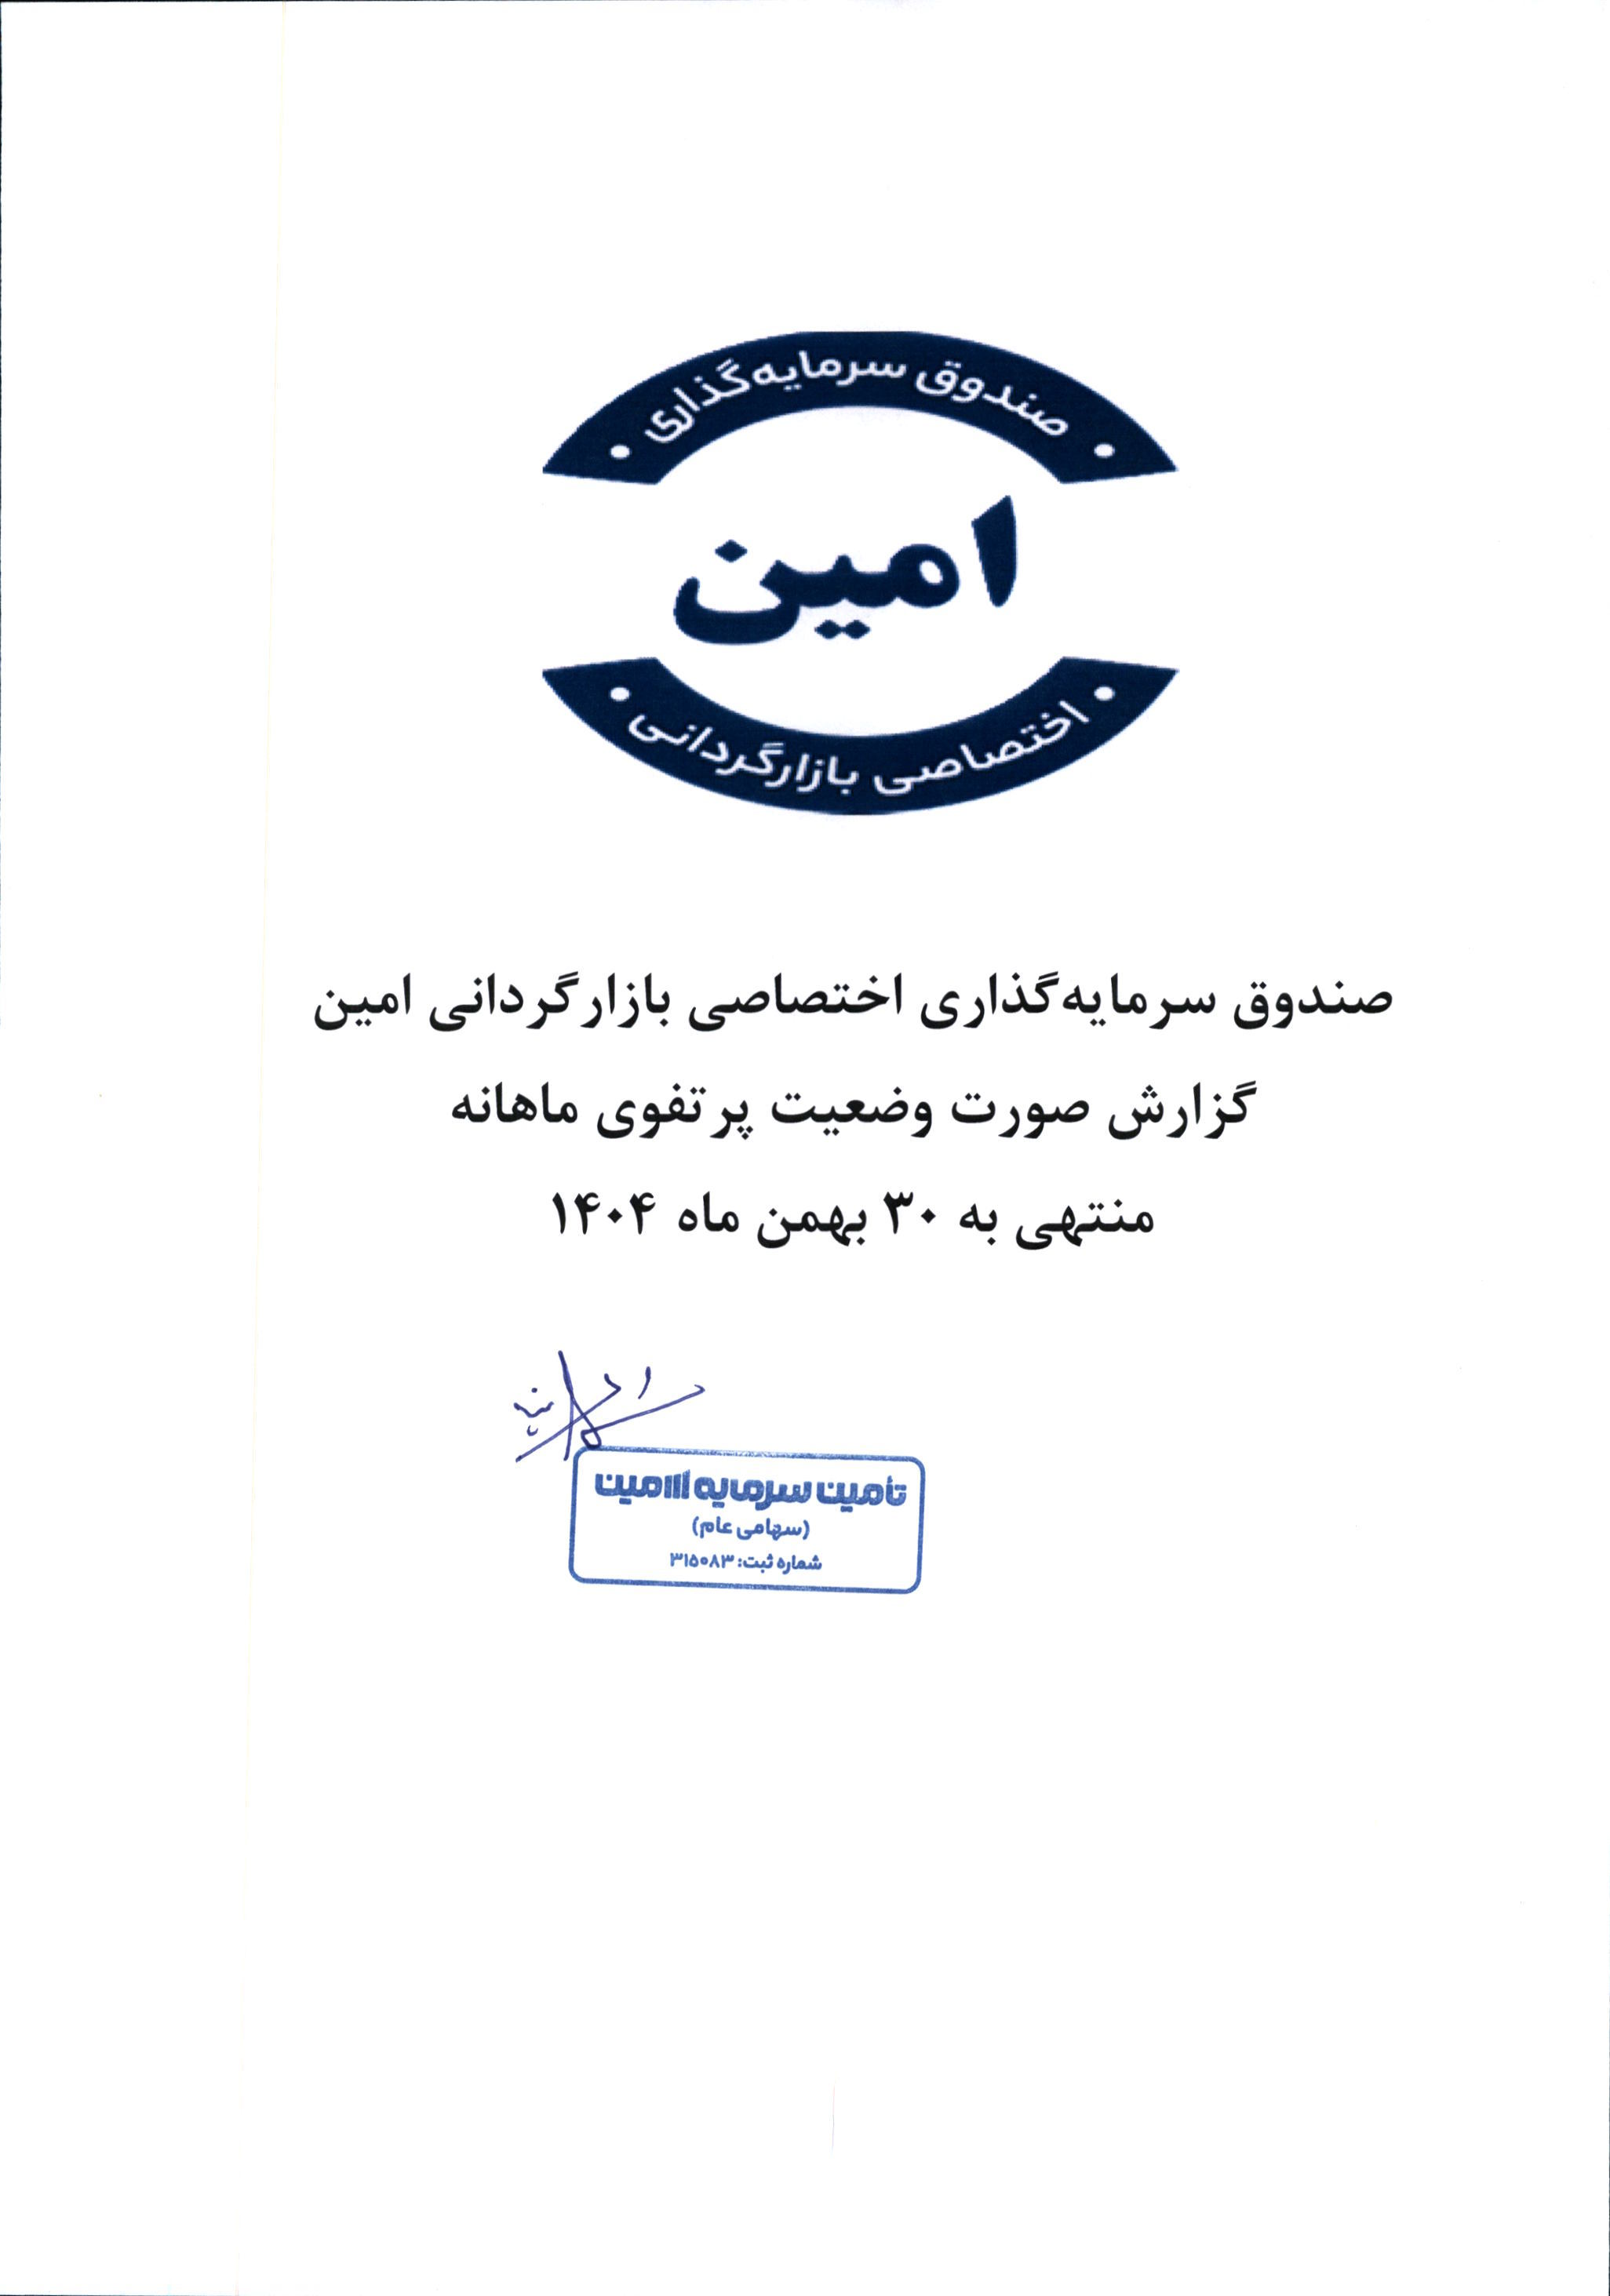 صندوق سرمایه‌گذاری
امین
اختصاصی بازارگردانی
صندوق سرمایه‌گذاری اختصاصی بازارگردانی امین
گزارش صورت وضعیت پرتفوی ماهانه
منتهی به ۳۰ بهمن ماه ۱۴۰۴
تأمین سرمایه امین
(سهامی عام)
شماره ثبت: ۳۱۵۰۸۳